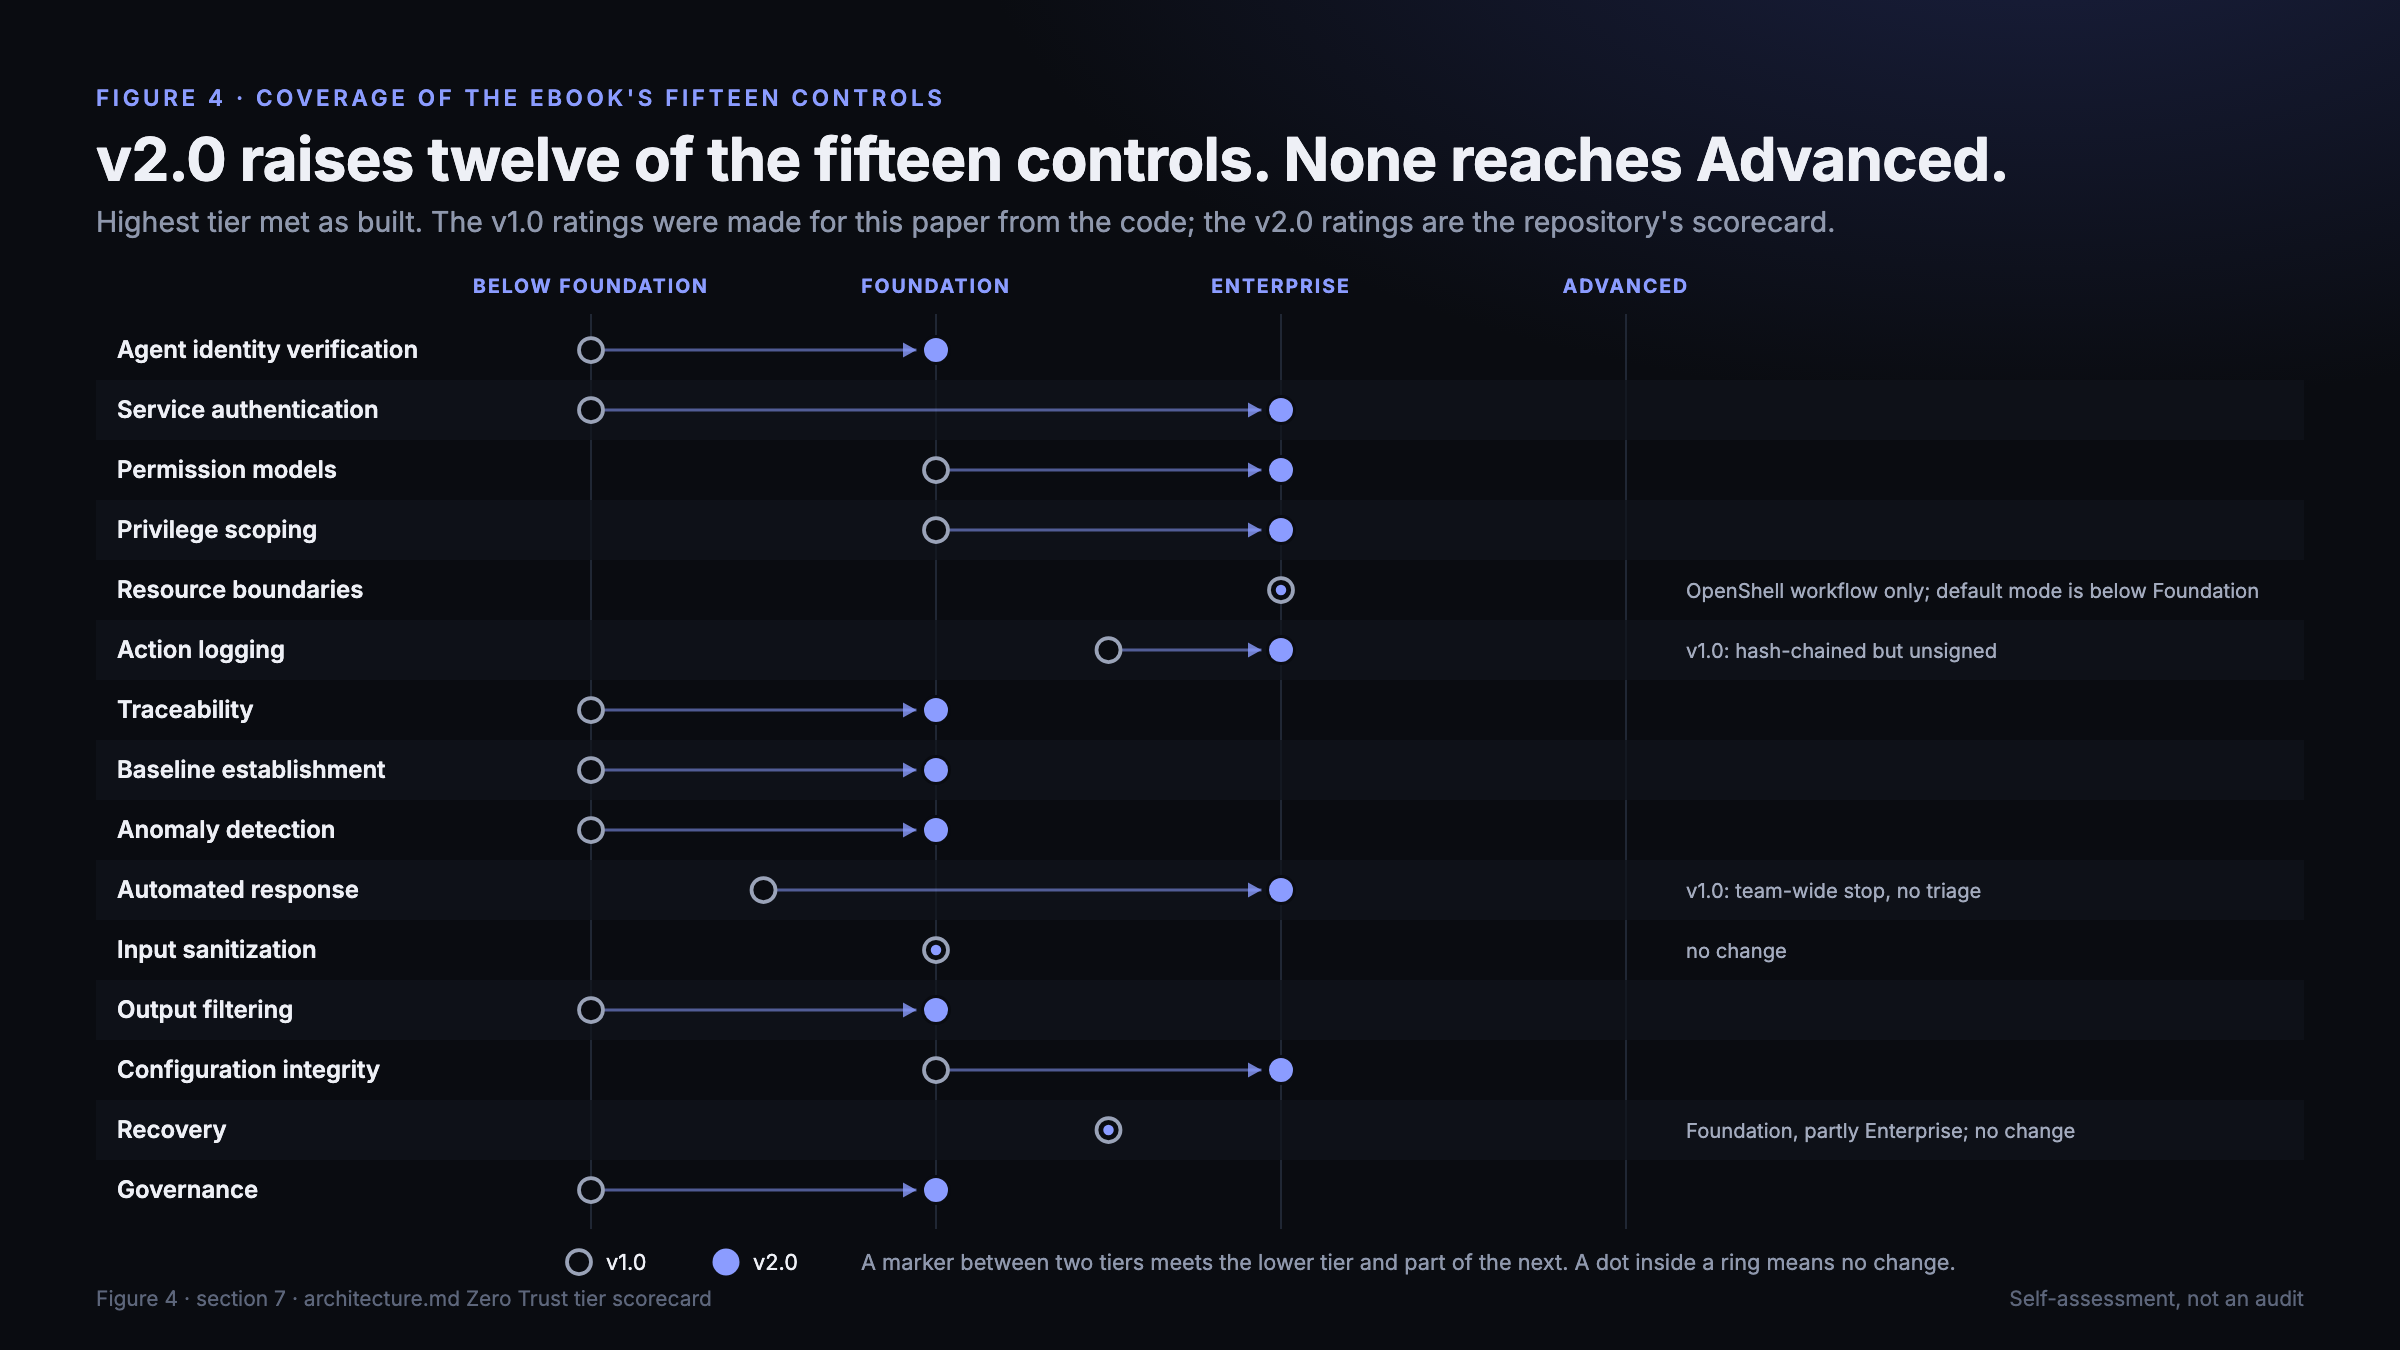 FIGURE 4 · COVERAGE OF THE EBOOK'S FIFTEEN CONTROLS
v2.0 raises twelve of the fifteen controls. None reaches Advanced.
Highest tier met as built. The v1.0 ratings were made for this paper from the code; the v2.0 ratings are the repository's scorecard.
BELOW FOUNDATION FOUNDATION ENTERPRISE ADVANCED
Agent identity verification
Service authentication
Permission models
Privilege scoping
Resource boundaries OpenShell workflow only; default mode is below Foundation
Action logging v1.0: hash-chained but unsigned
Traceability
Baseline establishment
Anomaly detection
Automated response v1.0: team-wide stop, no triage
Input sanitization no change
Output filtering
Configuration integrity
Recovery Foundation, partly Enterprise; no change
Governance
v1.0 v2.0 A marker between two tiers meets the lower tier and part of the next. A dot inside a ring means no change.
Figure 4 · section 7 · architecture.md Zero Trust tier scorecard Self-assessment, not an audit